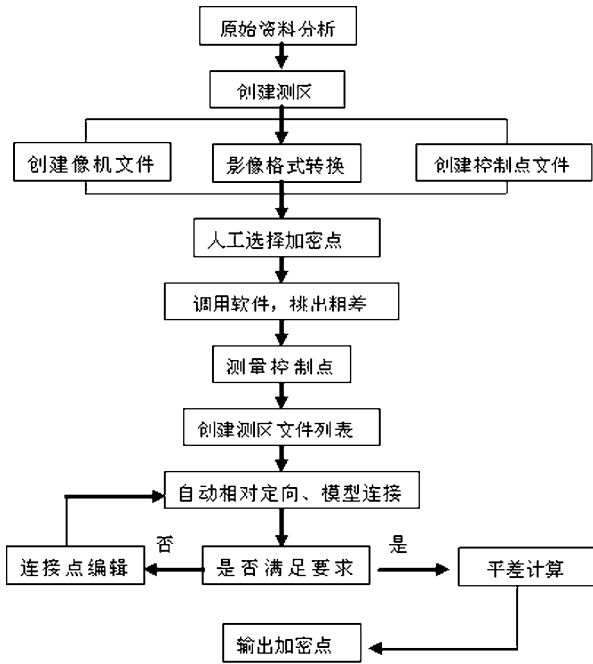 原始资料分析
创建测区
创建像机文件
影像格式转换
创建控制点文件
人工选择加密点
调用软件，挑出粗差
测量控制点
创建测区文件列表
自动相对定向、模型连接
否
是
连接点编辑
是否满足要求
平差计算
输出加密点